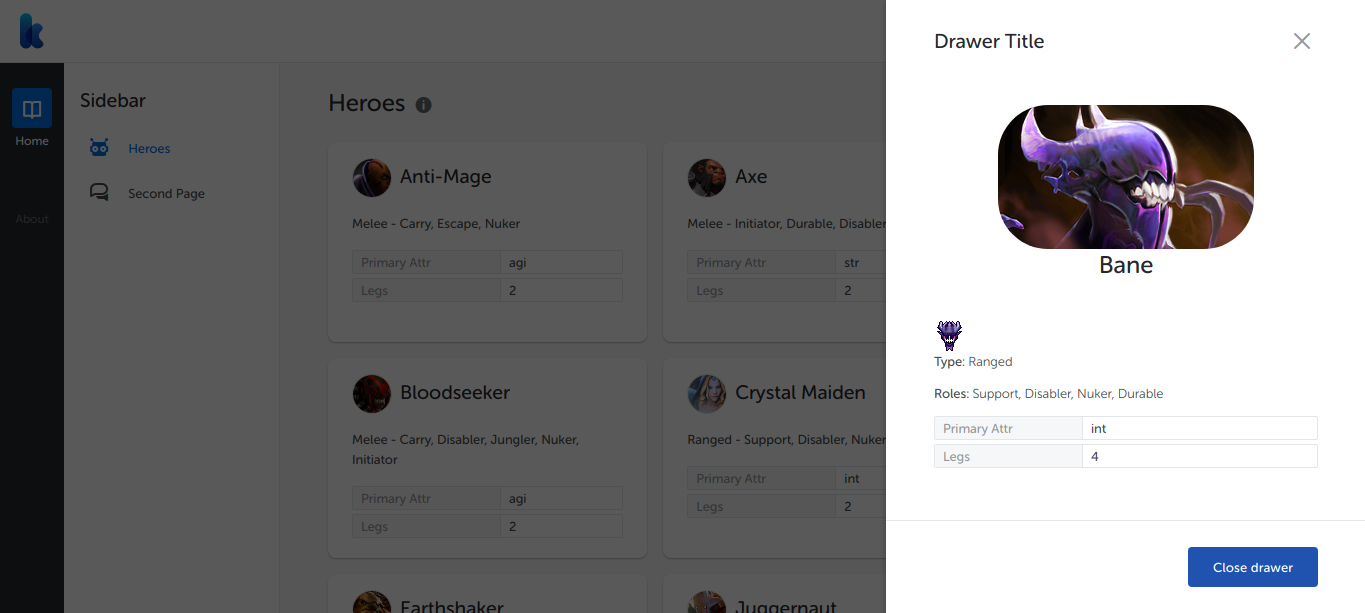 Home
About
Sidebar
Heroes
Second Page
Heroes
Anti-Mage
Melee - Carry, Escape, Nuker
Primary Attr agi
Legs 2
Axe
Melee - Initiator, Durable, Disabler
Primary Attr str
Legs 2
Bloodseeker
Melee - Carry, Disabler, Jungler, Nuker,
Initiator
Primary Attr agi
Legs 2
Crystal Maiden
Ranged - Support, Disabler, Nuker
Primary Attr int
Legs 2
Earthshaker
Juggernaut
Drawer Title
Bane
Type: Ranged
Roles: Support, Disabler, Nuker, Durable
Primary Attr int
Legs 4
Close drawer